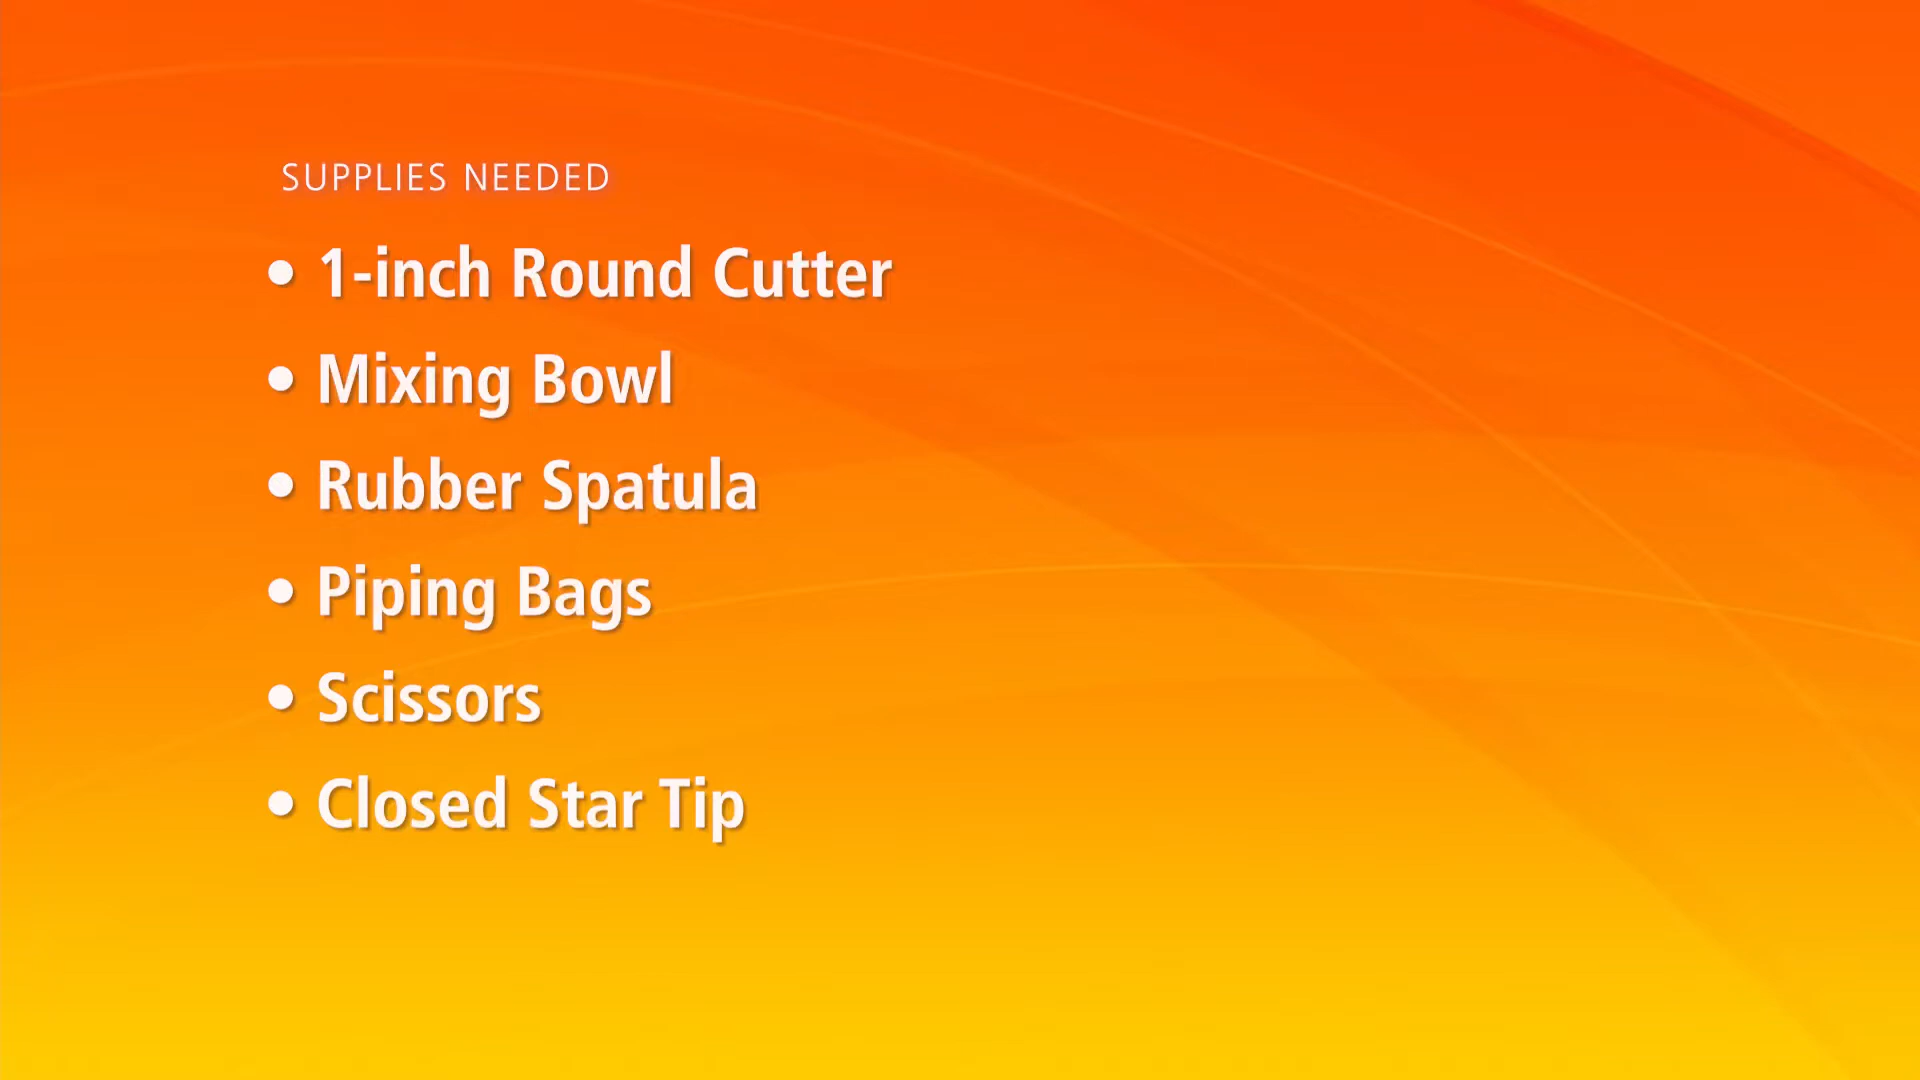 SUPPLIES NEEDED
• 1-inch Round Cutter
• Mixing Bowl
• Rubber Spatula
• Piping Bags
• Scissors
• Closed Star Tip